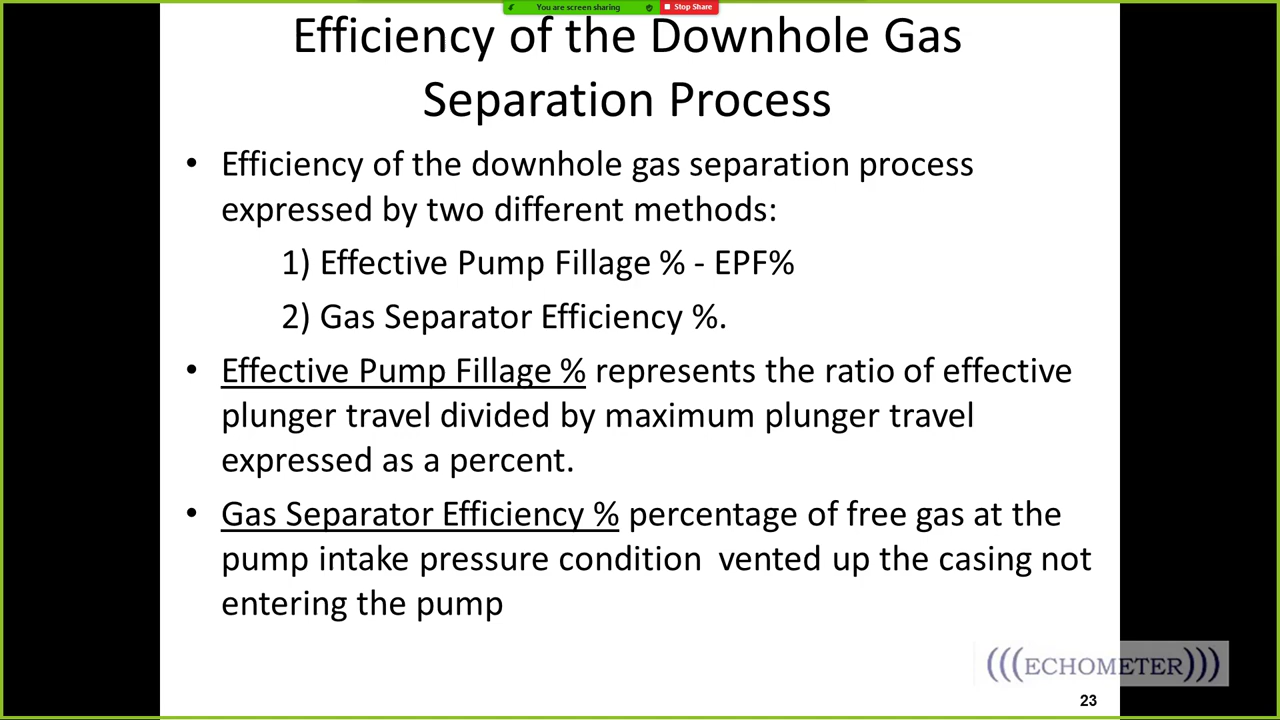 You are screen sharing
Stop Share
Efficiency of the Downhole Gas
Separation Process
• Efficiency of the downhole gas separation process
expressed by two different methods:
1) Effective Pump Fillage % - EPF%
2) Gas Separator Efficiency %.
• Effective Pump Fillage % represents the ratio of effective
plunger travel divided by maximum plunger travel
expressed as a percent.
• Gas Separator Efficiency % percentage of free gas at the
pump intake pressure condition vented up the casing not
entering the pump
(((ECHOMETER)))
23